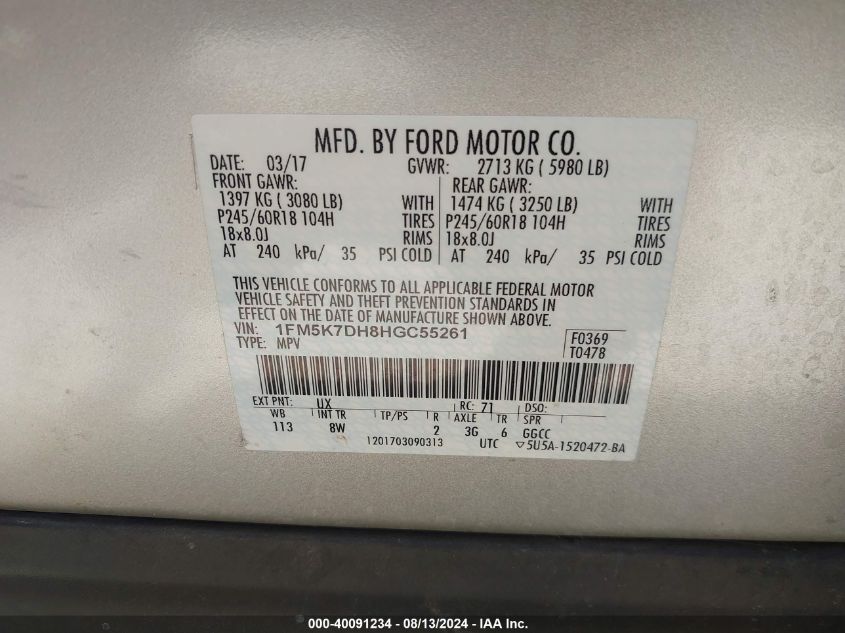 MFD. BY FORD MOTOR CO.
DATE: 03/17 GVWR: 2713 KG ( 5980 LB)
FRONT GAWR: REAR GAWR:
1397 KG ( 3080 LB) WITH 1474 KG ( 3250 LB) WITH
P245/60R18 104H TIRES P245/60R18 104H TIRES
18x8.0J RIMS 18x8.0J RIMS
AT 240 kPa/ 35 PSI COLD AT 240 kPa/ 35 PSI COLD
THIS VEHICLE CONFORMS TO ALL APPLICABLE FEDERAL MOTOR
VEHICLE SAFETY AND THEFT PREVENTION STANDARDS IN
EFFECT ON THE DATE OF MANUFACTURE SHOWN ABOVE.
VIN: 1FM5K7DH8HGC55261 F0369
TYPE: MPV T0478
EXT PNT: UX RC: 71 DSO:
WB INT TR TP/PS R AXLE TR SPR
113 8W 2 3G 6 GGCC
1201703090313 UTC ▽5U5A-1520472-BA
000-40091234 - 08/13/2024 - IAA Inc.